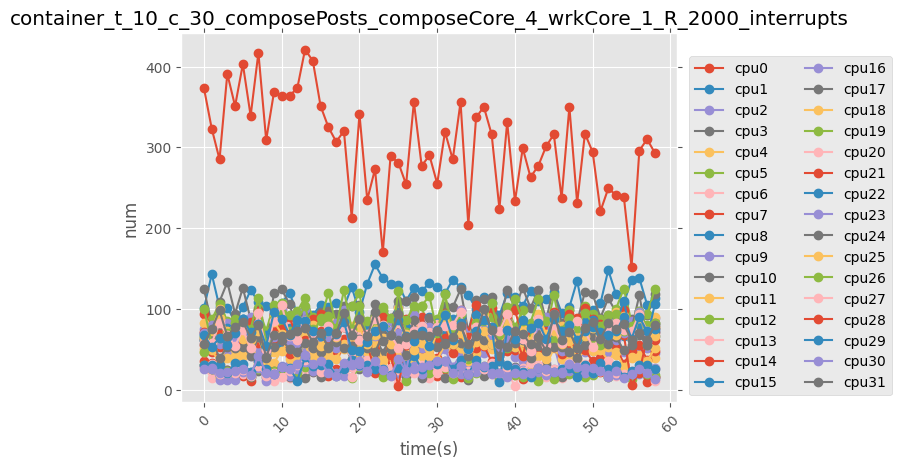 container_t_10_c_30_composePosts_composeCore_4_wrkCore_1_R_2000_interrupts
num
400
300
200
100
0
0
10
20
30
40
50
60
time(s)
cpu0
cpu1
cpu2
cpu3
cpu4
cpu5
cpu6
cpu7
cpu8
cpu9
cpu10
cpu11
cpu12
cpu13
cpu14
cpu15
cpu16
cpu17
cpu18
cpu19
cpu20
cpu21
cpu22
cpu23
cpu24
cpu25
cpu26
cpu27
cpu28
cpu29
cpu30
cpu31